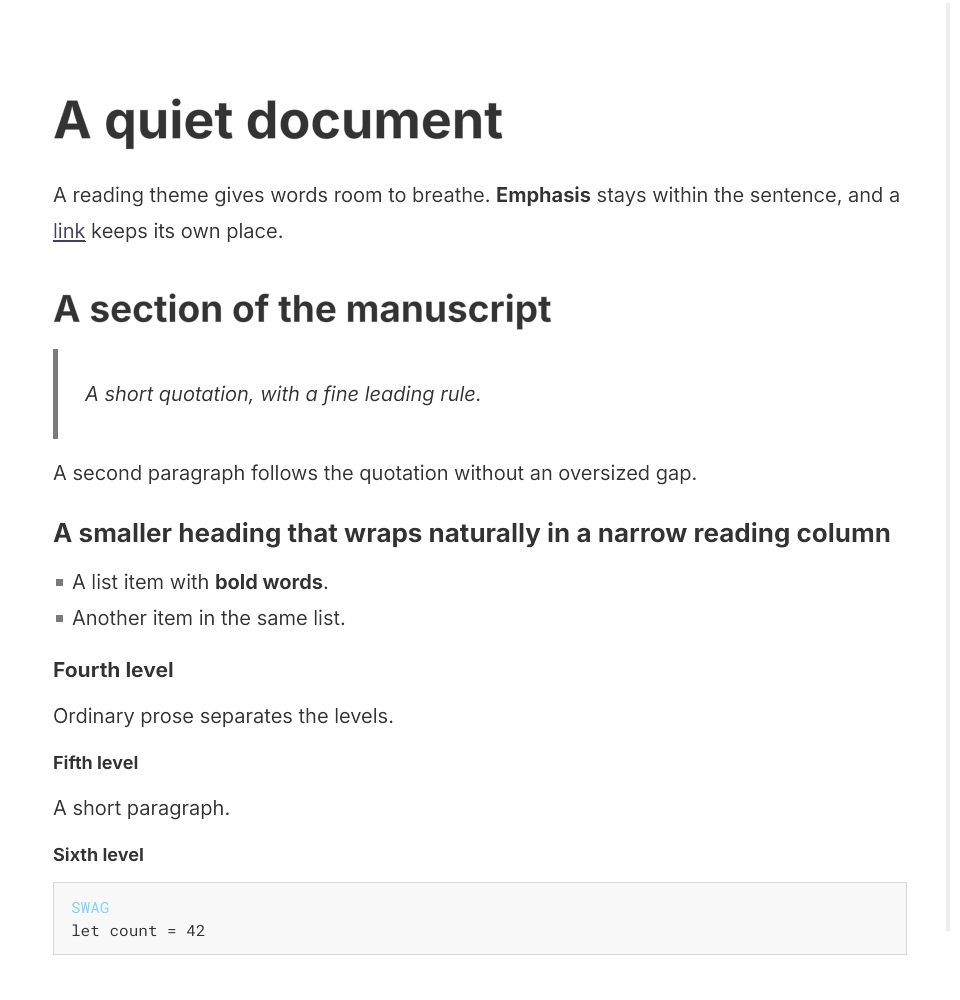 A quiet document
A reading theme gives words room to breathe. Emphasis stays within the sentence, and a
link keeps its own place.
A section of the manuscript
A short quotation, with a fine leading rule.
A second paragraph follows the quotation without an oversized gap.
A smaller heading that wraps naturally in a narrow reading column
A list item with bold words.
Another item in the same list.
Fourth level
Ordinary prose separates the levels.
Fifth level
A short paragraph.
Sixth level
SWAG
let count = 42